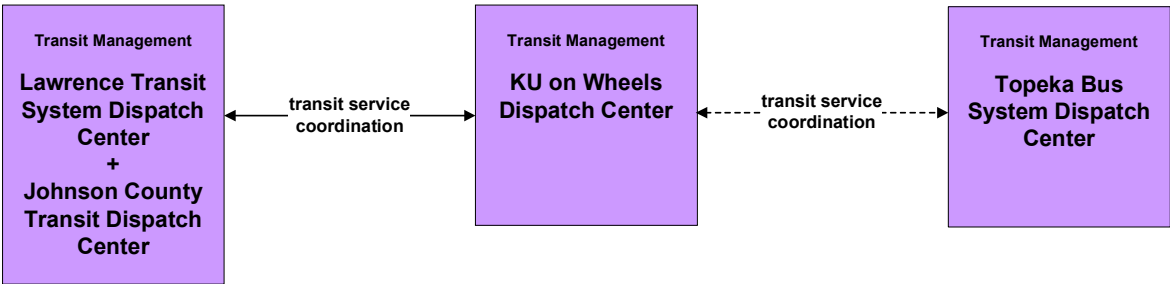 Transit Management
Lawrence Transit
System Dispatch
Center
+
Johnson County
Transit Dispatch
Center
transit service
coordination
Transit Management
KU on Wheels
Dispatch Center
transit service
coordination
Transit Management
Topeka Bus
System Dispatch
Center